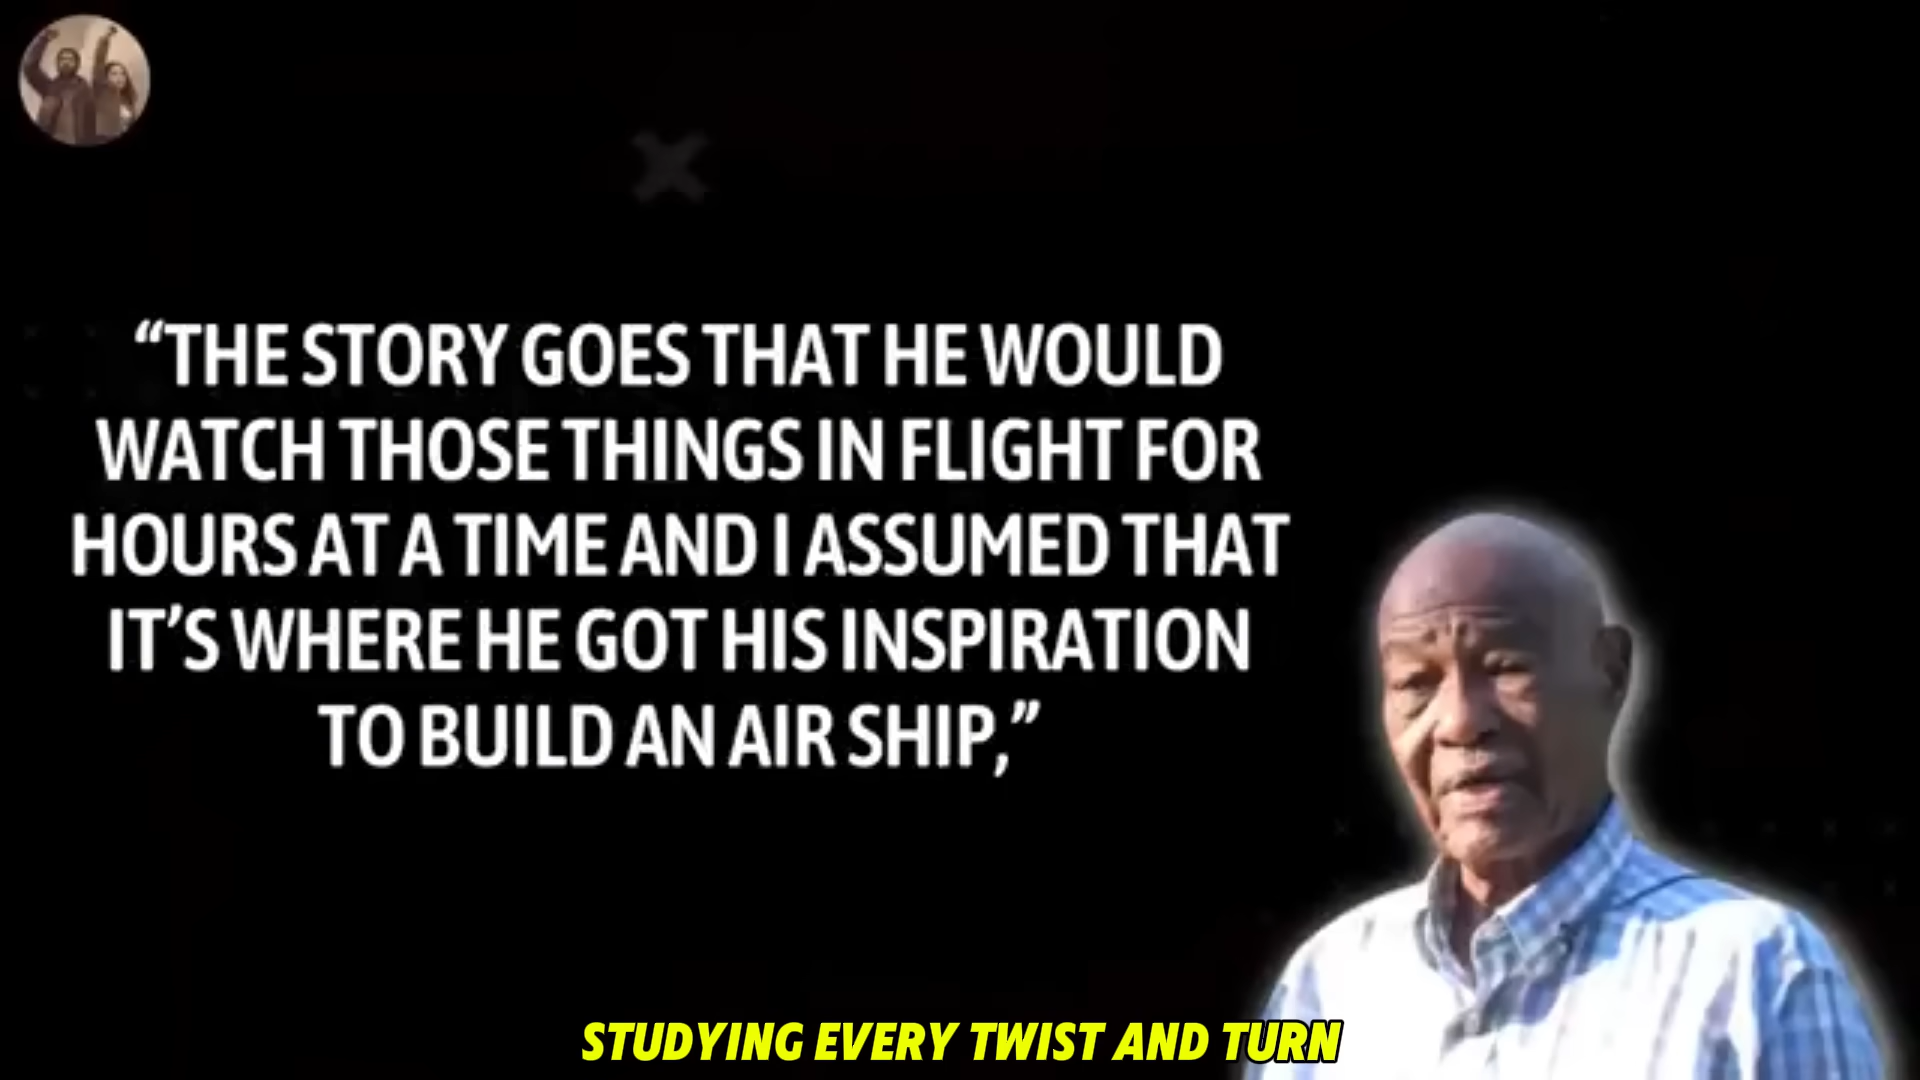 “THE STORY GOES THAT HE WOULD
WATCH THOSE THINGS IN FLIGHT FOR
HOURS AT A TIME AND I ASSUMED THAT
IT’S WHERE HE GOT HIS INSPIRATION
TO BUILD AN AIR SHIP,”
STUDYING EVERY TWIST AND TURN